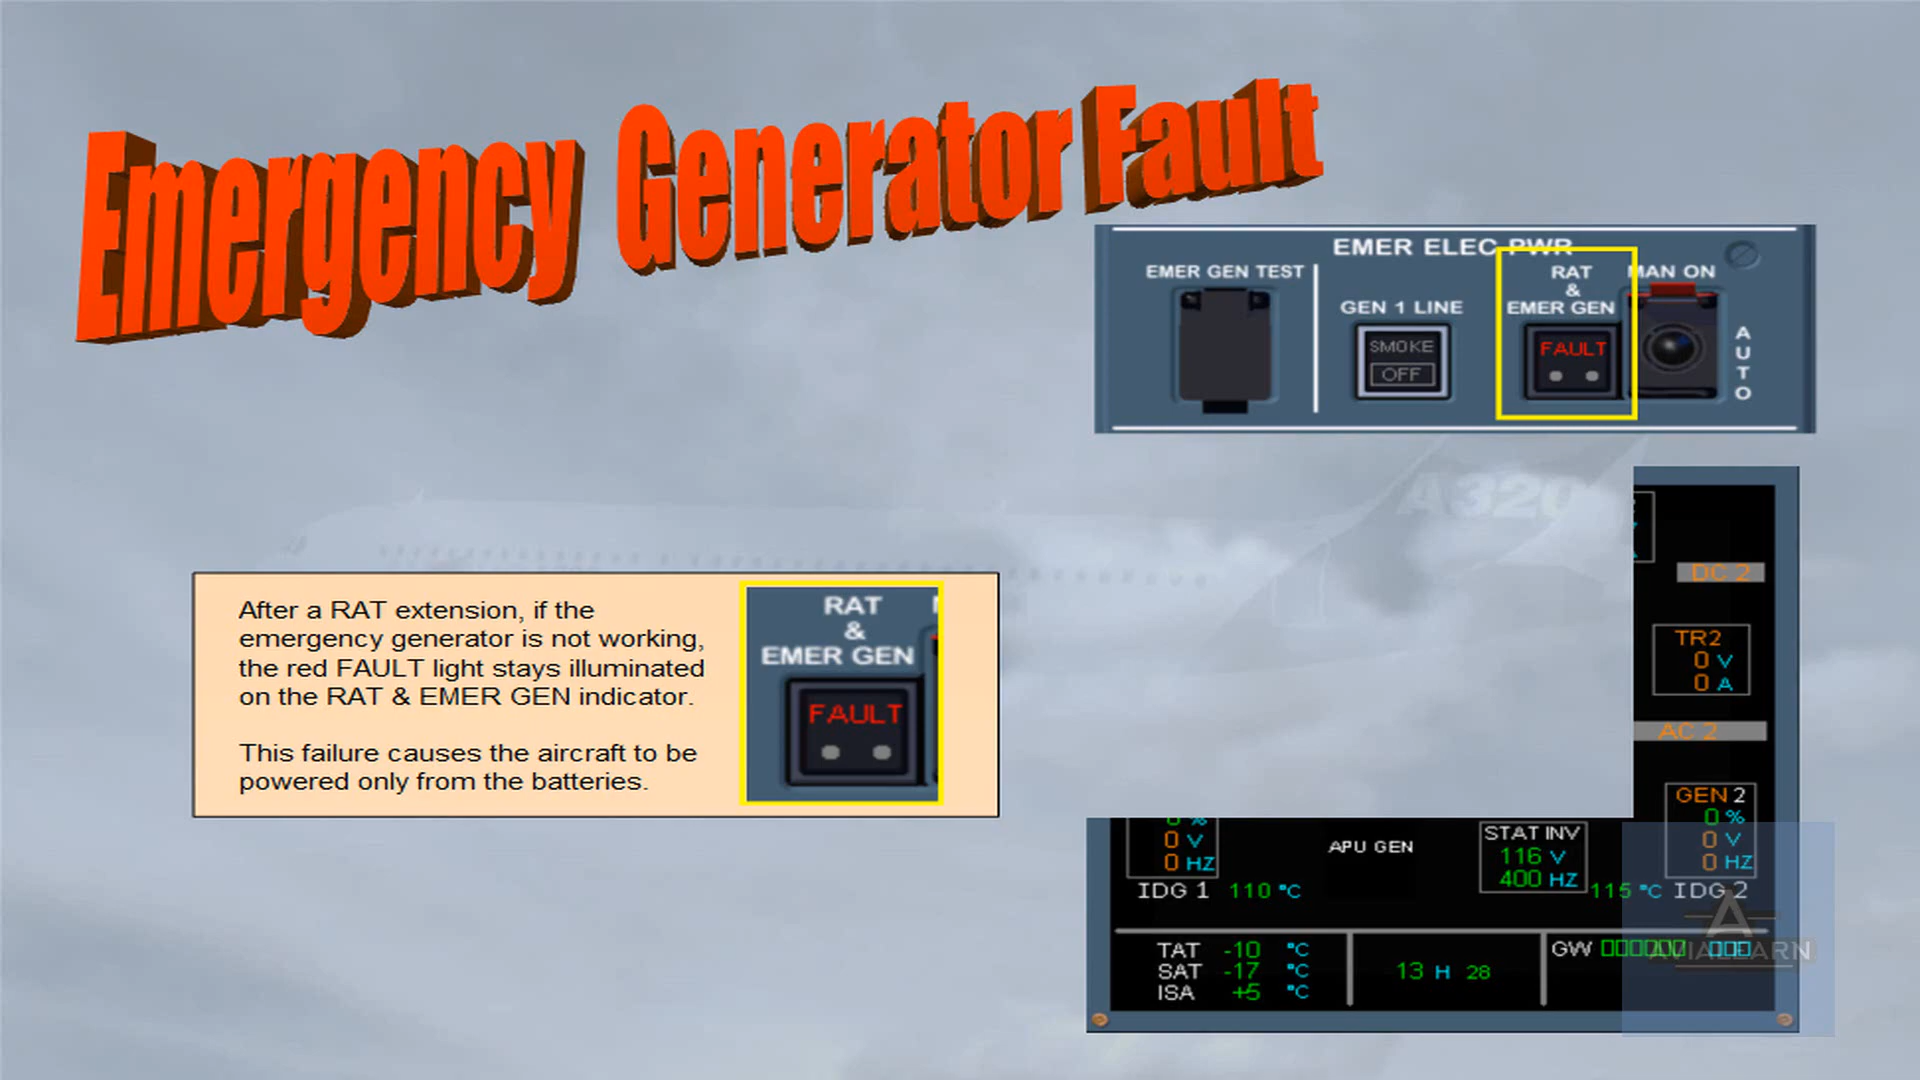 Emergency Generator Fault
EMER ELEC PWR
EMER GEN TEST
GEN 1 LINE
RAT
&
EMER GEN
MAN ON
SMOKE
OFF
FAULT
A
U
T
O
A320
After a RAT extension, if the
emergency generator is not working,
the red FAULT light stays illuminated
on the RAT & EMER GEN indicator.
This failure causes the aircraft to be
powered only from the batteries.
RAT
&
EMER GEN
FAULT
DC 2
TR2
0 V
0 A
AC 2
GEN 2
0 %
0 V
0 HZ
0 %
0 V
0 HZ
APU GEN
STAT INV
116 V
400 HZ
IDG 1 110 °C
115 °C IDG 2
TAT -10 °C
SAT -17 °C
ISA +5 °C
13 H 28
GW
AVIALEARN